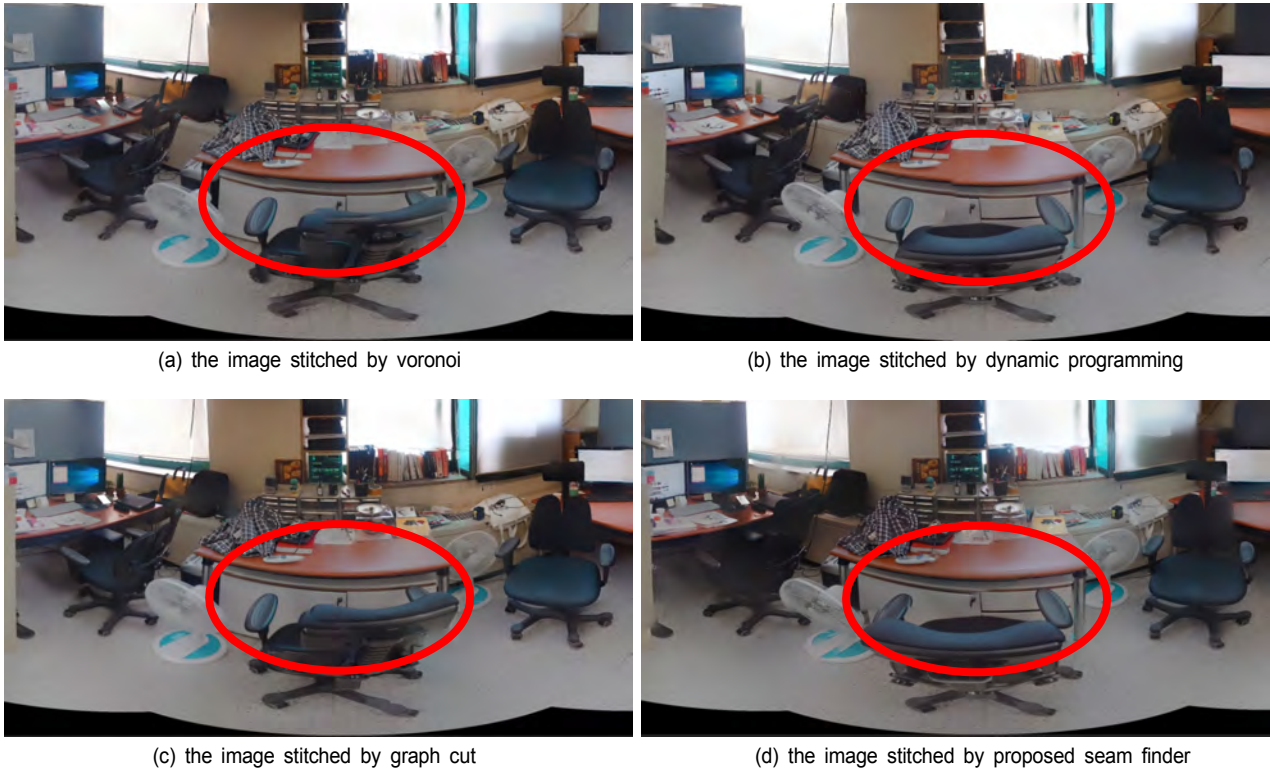 (a) the image stitched by voronoi
(b) the image stitched by dynamic programming
(c) the image stitched by graph cut
(d) the image stitched by proposed seam finder